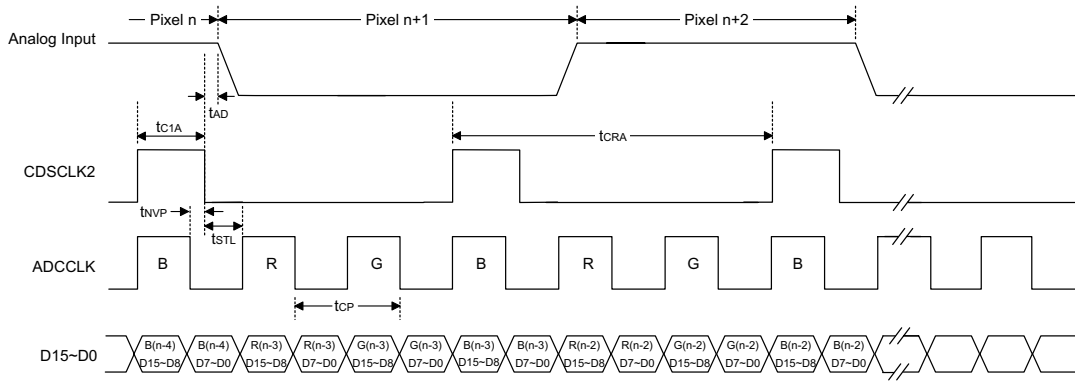 Pixel n
Pixel n+1
Pixel n+2
Analog Input
tAD
tC1A
tCRA
CDSCLK2
tNVP
tSTL
ADCCLK
B R G B R G B
tCP
D15~D0
B(n-4) B(n-4) R(n-3) R(n-3) G(n-3) G(n-3) B(n-3) B(n-3) R(n-2) R(n-2) G(n-2) G(n-2) B(n-2) B(n-2)
D15~D8 D7~D0 D15~D8 D7~D0 D15~D8 D7~D0 D15~D8 D7~D0 D15~D8 D7~D0 D15~D8 D7~D0 D15~D8 D7~D0